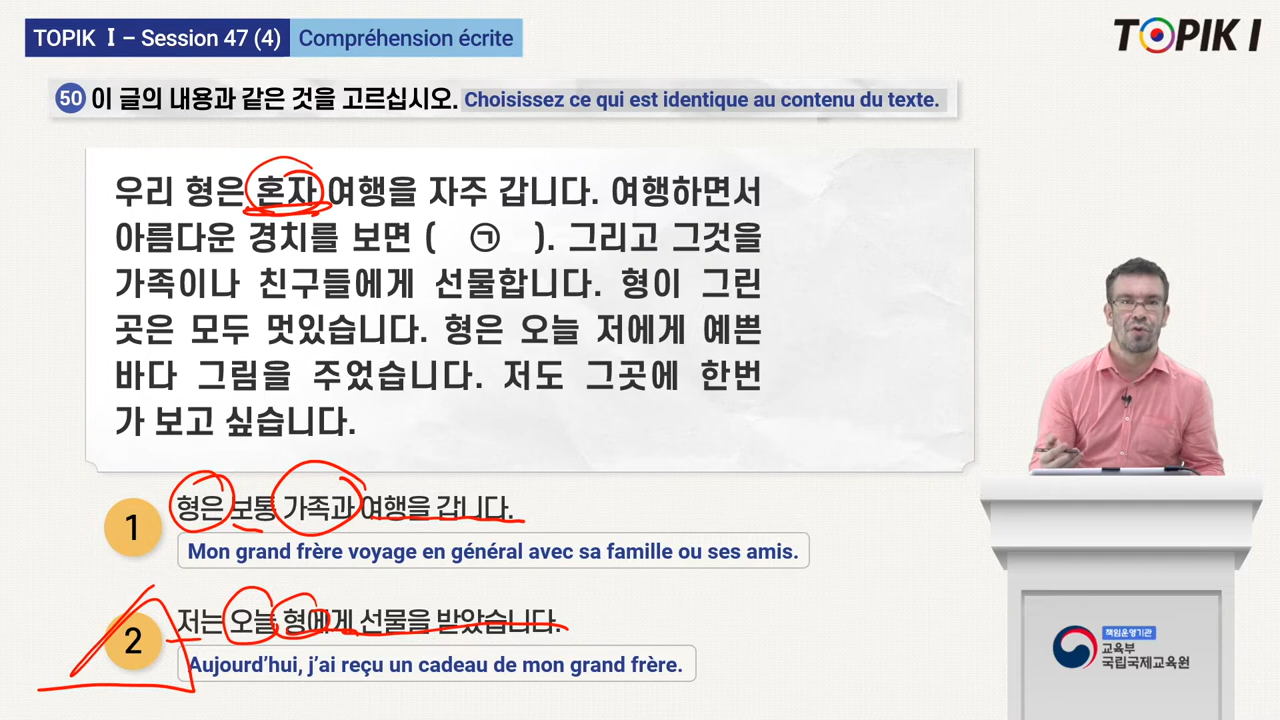 TOPIK I – Session 47 (4) Compréhension écrite
TOPIK I
50 이 글의 내용과 같은 것을 고르십시오. Choisissez ce qui est identique au contenu du texte.
우리 형은 혼자 여행을 자주 갑니다. 여행하면서
아름다운 경치를 보면 ( ㉠ ). 그리고 그것을
가족이나 친구들에게 선물합니다. 형이 그린
곳은 모두 멋있습니다. 형은 오늘 저에게 예쁜
바다 그림을 주었습니다. 저도 그곳에 한번
가 보고 싶습니다.
1 형은 보통 가족과 여행을 갑니다.
Mon grand frère voyage en général avec sa famille ou ses amis.
2 저는 오늘 형에게 선물을 받았습니다.
Aujourd’hui, j’ai reçu un cadeau de mon grand frère.
책임운영기관
교육부
국립국제교육원